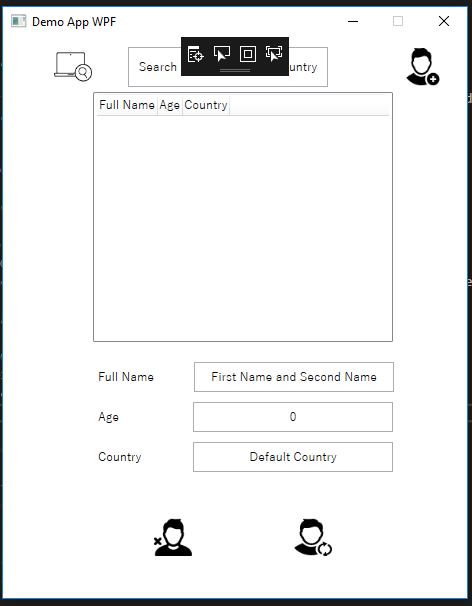 Demo App WPF
Search untry
Full Name Age Country
Full Name First Name and Second Name
Age 0
Country Default Country